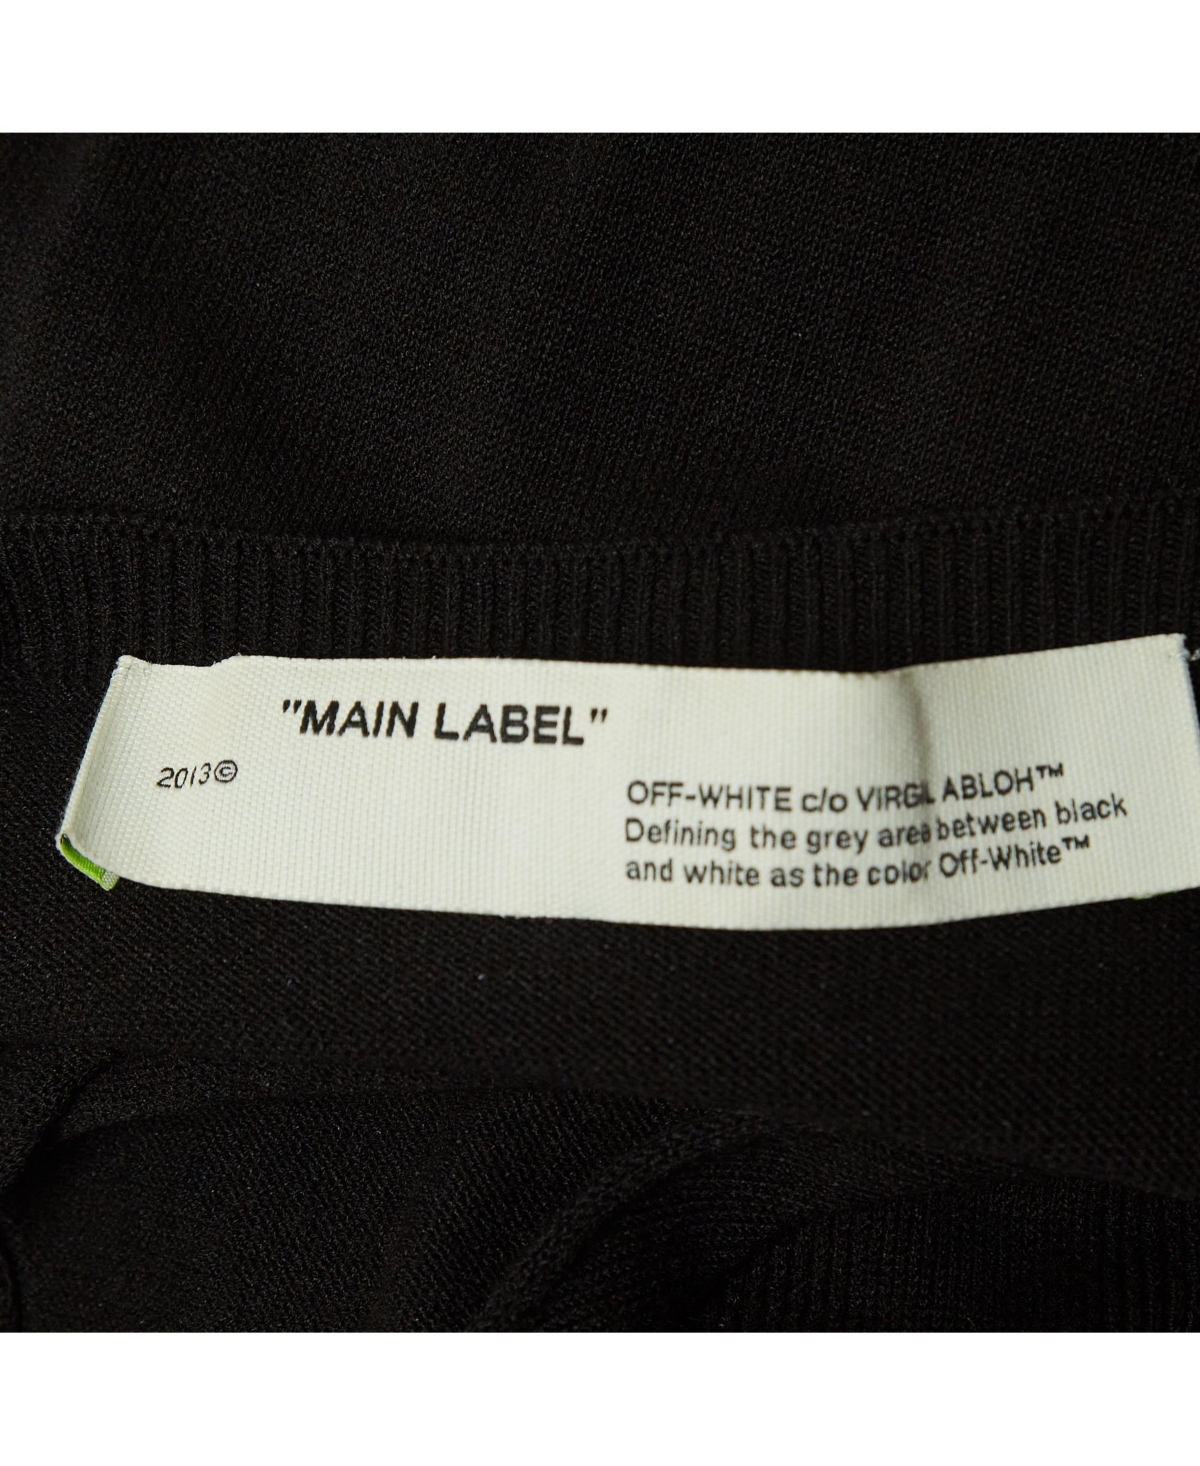 "MAIN LABEL"
2013©
OFF-WHITE c/o VIRGIL ABLOH™
Defining the grey area between black
and white as the color Off-White™